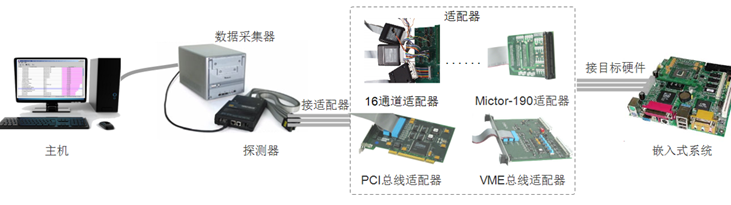 适配器
数据采集器
接目标硬件
······
16通道适配器
Mictor-190适配器
接适配器
主机
探测器
嵌入式系统
PCI总线适配器
VME总线适配器